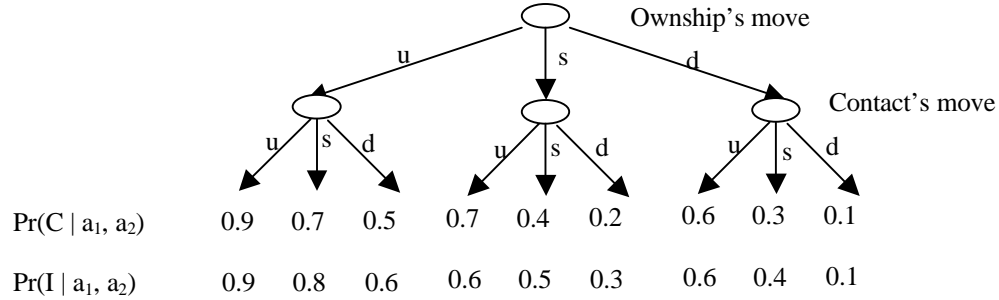 Ownship's move
u s d
Contact's move
u s d u s d u s d
Pr(C | a₁, a₂) 0.9 0.7 0.5 0.7 0.4 0.2 0.6 0.3 0.1
Pr(I | a₁, a₂) 0.9 0.8 0.6 0.6 0.5 0.3 0.6 0.4 0.1